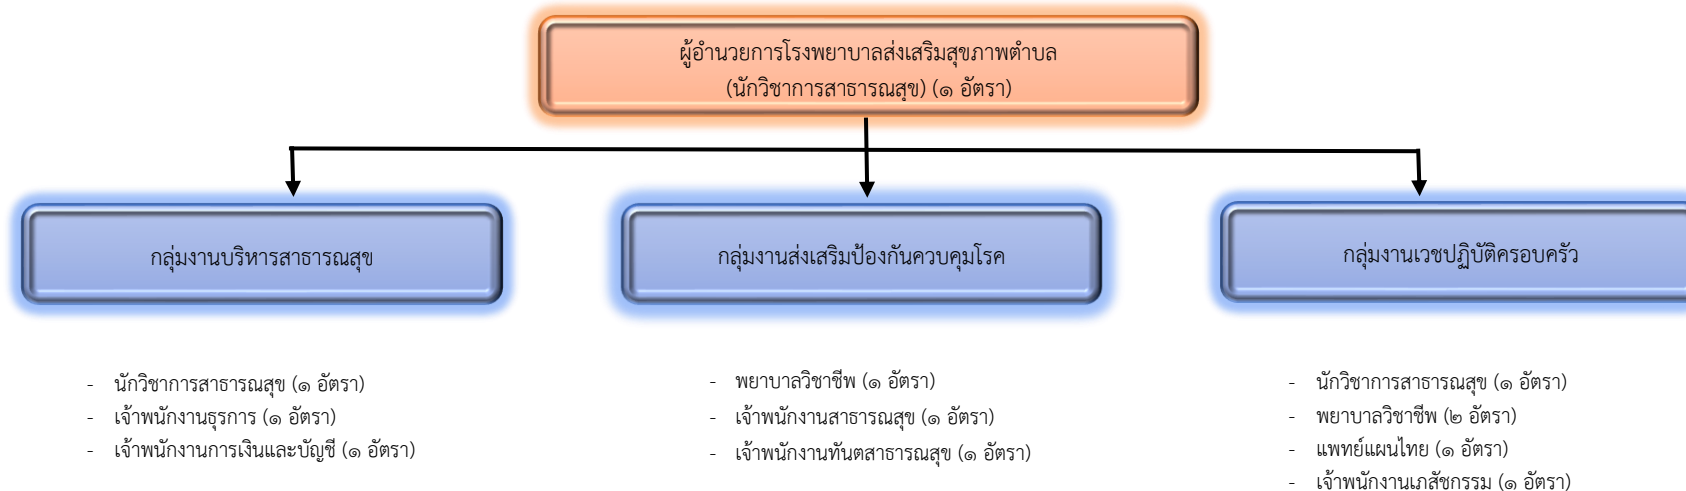 ผู้อำนวยการโรงพยาบาลส่งเสริมสุขภาพตำบล
(นักวิชาการสาธารณสุข) (๑ อัตรา)
กลุ่มงานบริหารสาธารณสุข
- นักวิชาการสาธารณสุข (๑ อัตรา)
- เจ้าพนักงานธุรการ (๑ อัตรา)
- เจ้าพนักงานการเงินและบัญชี (๑ อัตรา)
กลุ่มงานส่งเสริมป้องกันควบคุมโรค
- พยาบาลวิชาชีพ (๑ อัตรา)
- เจ้าพนักงานสาธารณสุข (๑ อัตรา)
- เจ้าพนักงานทันตสาธารณสุข (๑ อัตรา)
กลุ่มงานเวชปฏิบัติครอบครัว
- นักวิชาการสาธารณสุข (๑ อัตรา)
- พยาบาลวิชาชีพ (๒ อัตรา)
- แพทย์แผนไทย (๑ อัตรา)
- เจ้าพนักงานเภสัชกรรม (๑ อัตรา)